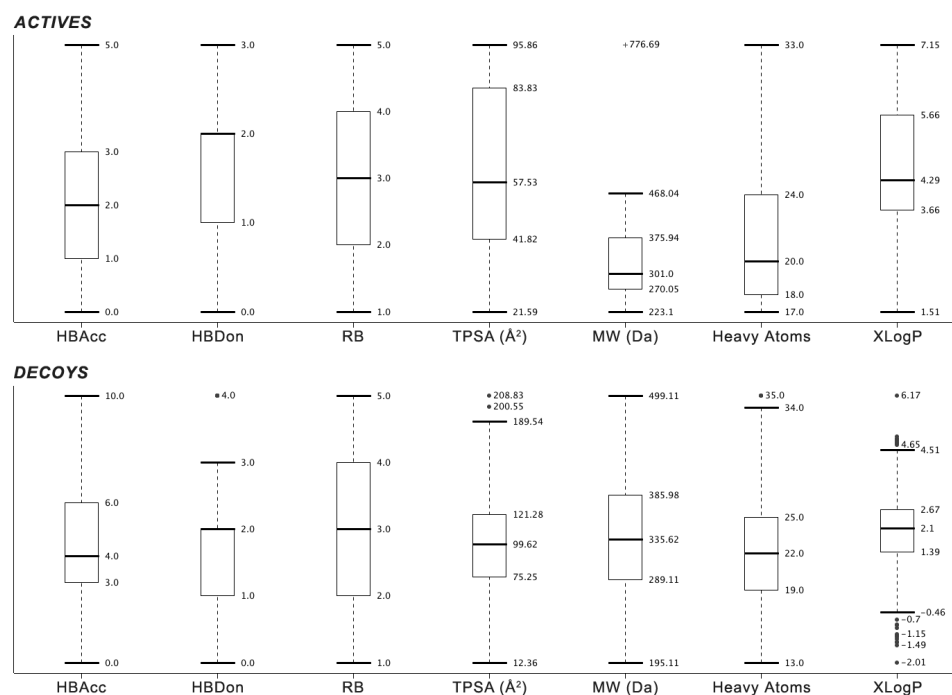 ACTIVES
5.0 3.0 5.0 95.86 +776.69 33.0 7.15
83.83 5.66
4.0
3.0 2.0 468.04 24.0
2.0 3.0 57.53 4.29
3.66
1.0 1.0 2.0 41.82 375.94 20.0
301.0
270.05 18.0
0.0 0.0 1.0 21.59 223.1 17.0 1.51
HBAcc HBDon RB TPSA (Å²) MW (Da) Heavy Atoms XLogP
DECOYS
10.0 4.0 5.0 208.83 499.11 35.0 6.17
200.55 34.0
189.54
4.65 4.51
3.0 4.0
6.0 385.98
121.28 25.0 2.67
4.0 2.0 3.0 99.62 335.62 22.0 2.1
3.0 75.25 289.11 19.0 1.39
1.0 2.0
−0.46
−0.7
−1.15
−1.49
0.0 0.0 1.0 12.36 195.11 13.0 −2.01
HBAcc HBDon RB TPSA (Å²) MW (Da) Heavy Atoms XLogP